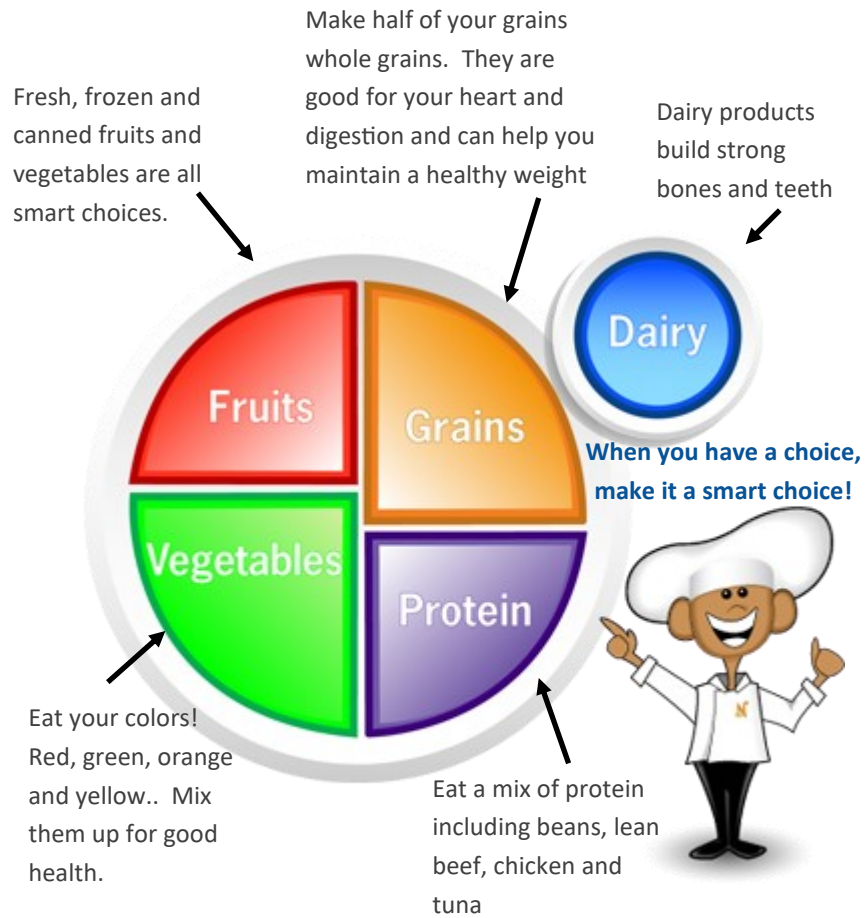 Make half of your grains
whole grains.  They are
good for your heart and
digestion and can help you
maintain a healthy weight
Fresh, frozen and
canned fruits and
vegetables are all
smart choices.
Dairy products
build strong
bones and teeth
Dairy
Fruits
Grains
When you have a choice,
make it a smart choice!
Vegetables
Protein
N
Eat your colors!
Red, green, orange
and yellow..  Mix
them up for good
health.
Eat a mix of protein
including beans, lean
beef, chicken and
tuna